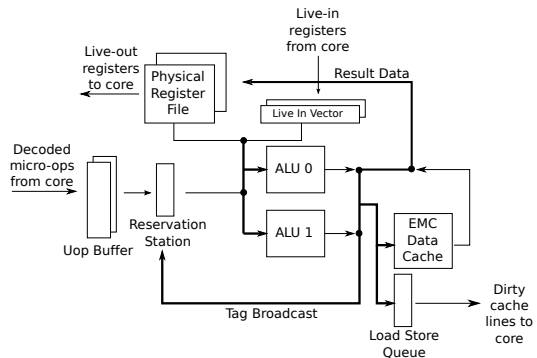 Live-in
registers
from core
Live-out
registers
to core
Physical
Register
File
Result Data
Live In Vector
Decoded
micro-ops
from core
ALU 0
ALU 1
Uop Buffer
Reservation
Station
EMC
Data
Cache
Tag Broadcast
Load Store
Queue
Dirty
cache
lines to
core